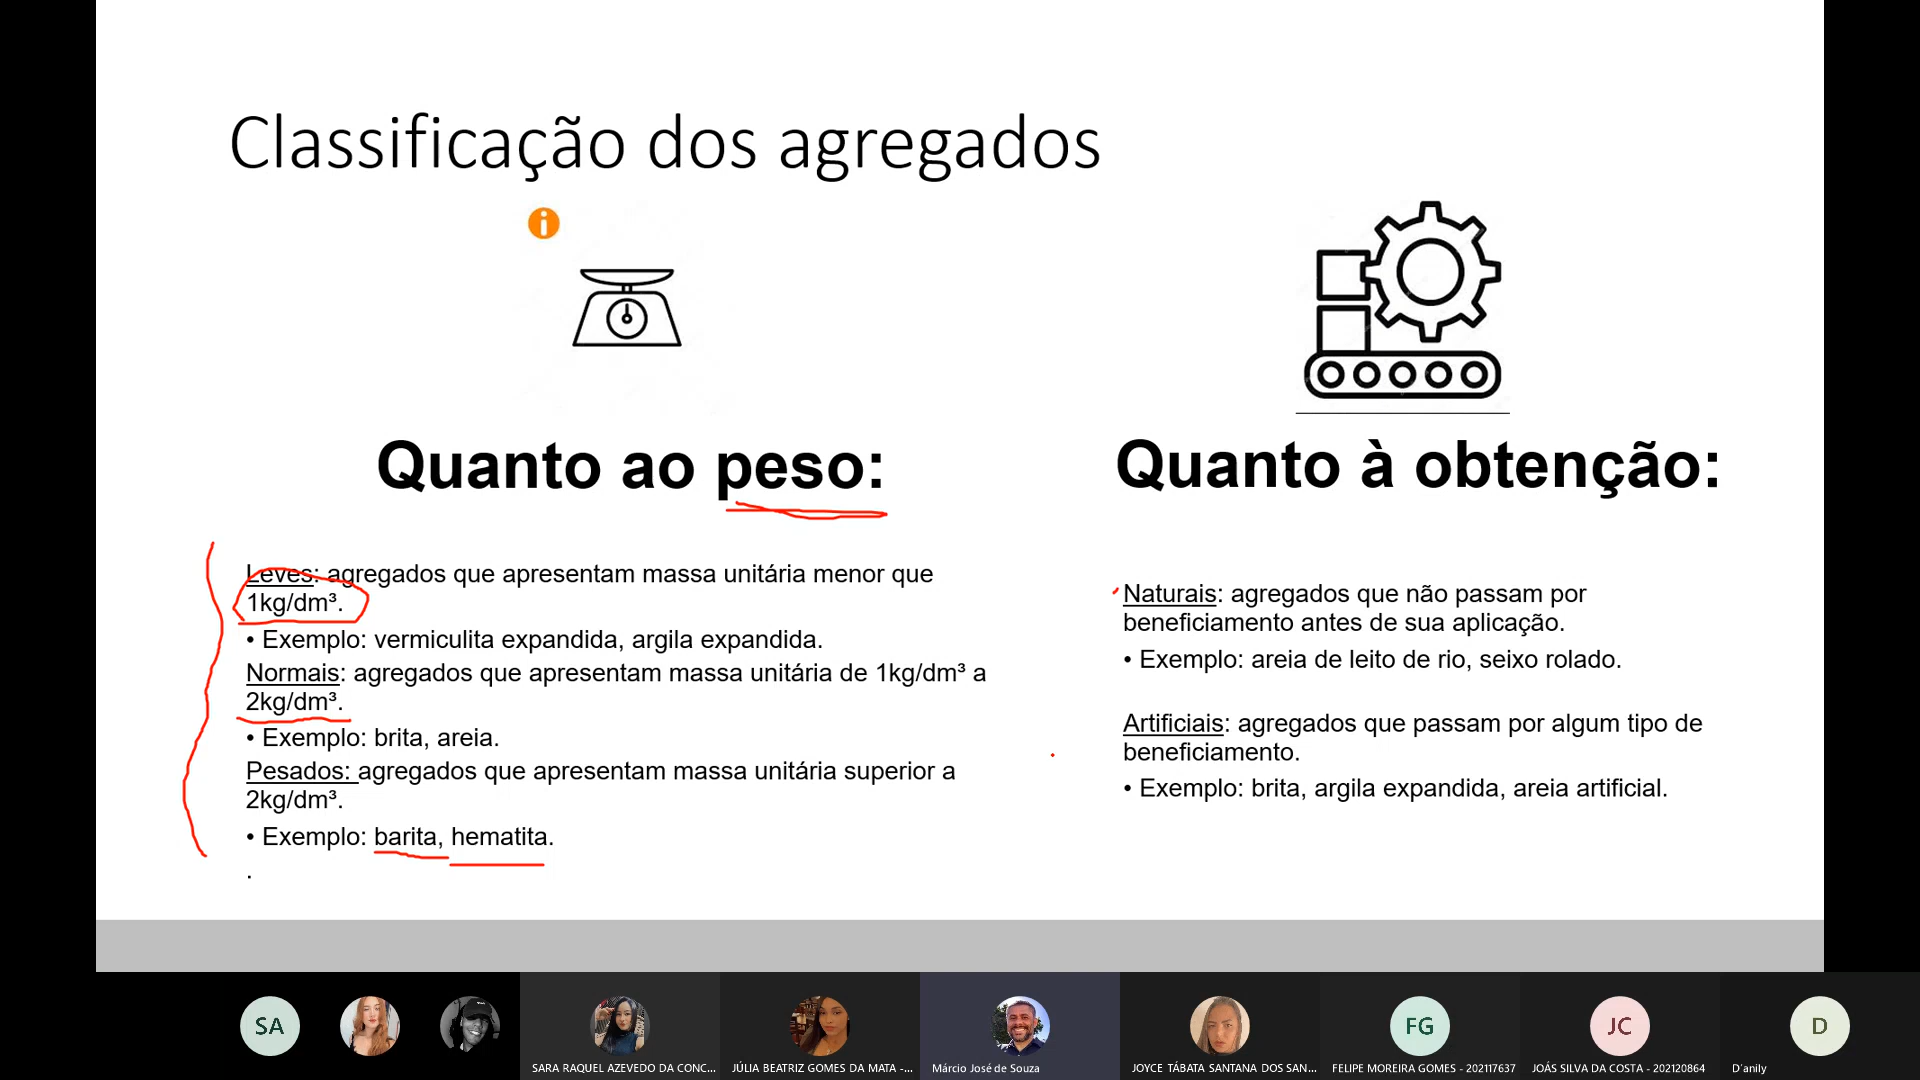 Classificação dos agregados
Quanto ao peso:
Leves: agregados que apresentam massa unitária menor que
1kg/dm³.
• Exemplo: vermiculita expandida, argila expandida.
Normais: agregados que apresentam massa unitária de 1kg/dm³ a
2kg/dm³.
• Exemplo: brita, areia.
Pesados: agregados que apresentam massa unitária superior a
2kg/dm³.
• Exemplo: barita, hematita.
.
Quanto à obtenção:
Naturais: agregados que não passam por
beneficiamento antes de sua aplicação.
• Exemplo: areia de leito de rio, seixo rolado.
Artificiais: agregados que passam por algum tipo de
beneficiamento.
• Exemplo: brita, argila expandida, areia artificial.
SA
SARA RAQUEL AZEVEDO DA CONC...
JÚLIA BEATRIZ GOMES DA MATA -...
Márcio José de Souza
JOYCE TÁBATA SANTANA DOS SAN...
FG
FELIPE MOREIRA GOMES - 202117637
JC
JOÁS SILVA DA COSTA - 202120864
D
D´anily